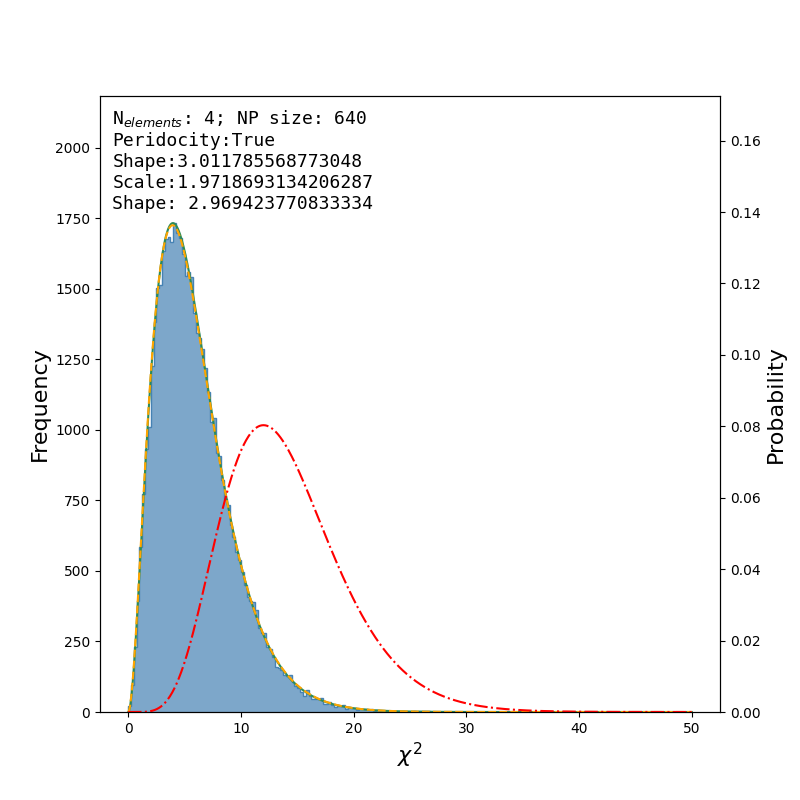 N_elements: 4; NP size: 640
Peridocity:True
Shape:3.011785568773048
Scale:1.9718693134206287
Shape: 2.969423770833334
2000
1750
1500
1250
1000
750
500
250
0
Frequency
0.16
0.14
0.12
0.10
0.08
0.06
0.04
0.02
0.00
Probability
0 10 20 30 40 50
χ²